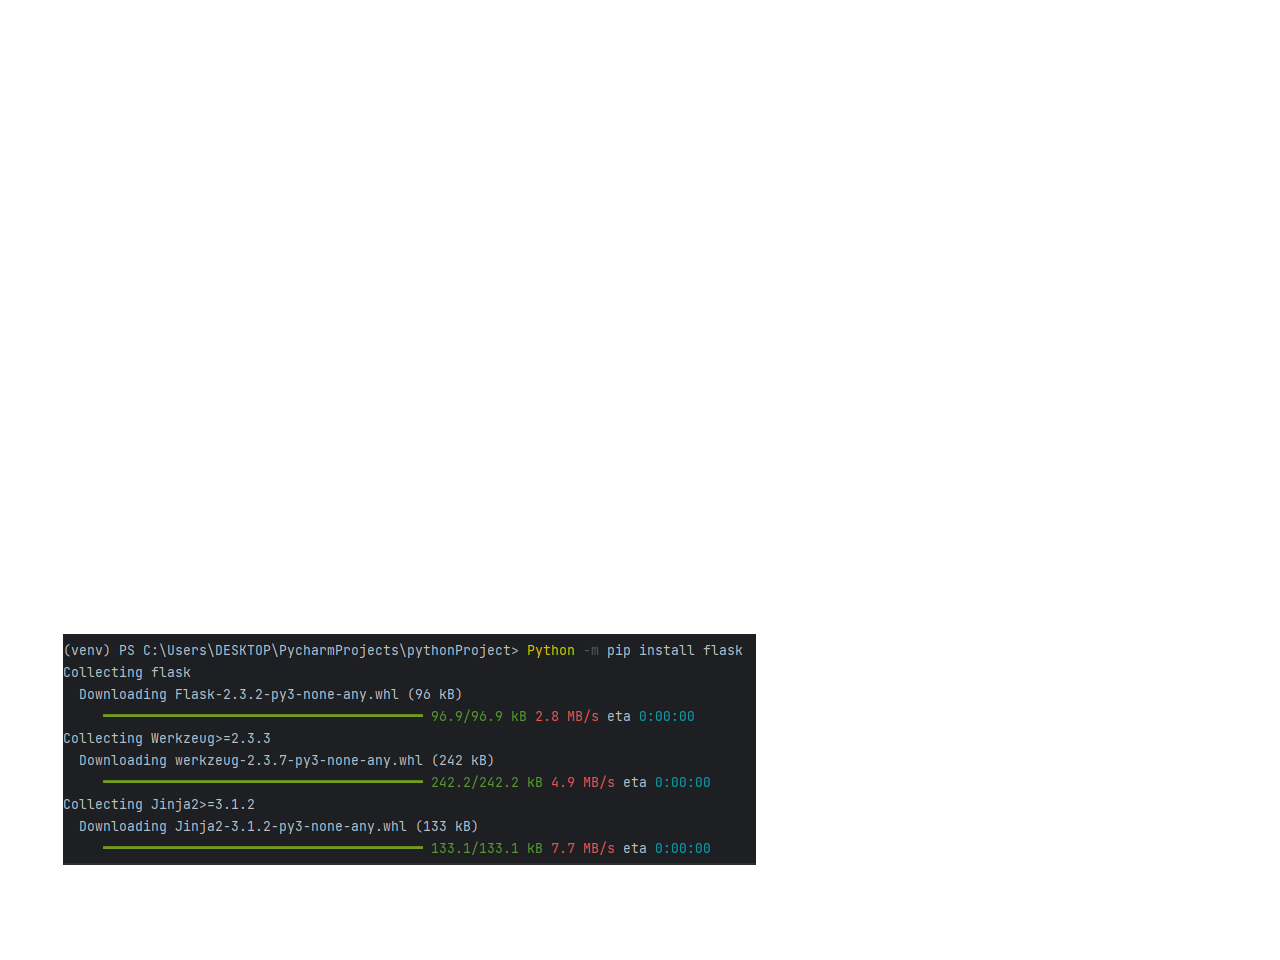 (venv) PS C:\Users\DESKTOP\PycharmProjects\pythonProject> Python -m pip install flask
Collecting flask
  Downloading Flask-2.3.2-py3-none-any.whl (96 kB)
96.9/96.9 kB 2.8 MB/s eta 0:00:00
Collecting Werkzeug>=2.3.3
  Downloading werkzeug-2.3.7-py3-none-any.whl (242 kB)
242.2/242.2 kB 4.9 MB/s eta 0:00:00
Collecting Jinja2>=3.1.2
  Downloading Jinja2-3.1.2-py3-none-any.whl (133 kB)
133.1/133.1 kB 7.7 MB/s eta 0:00:00